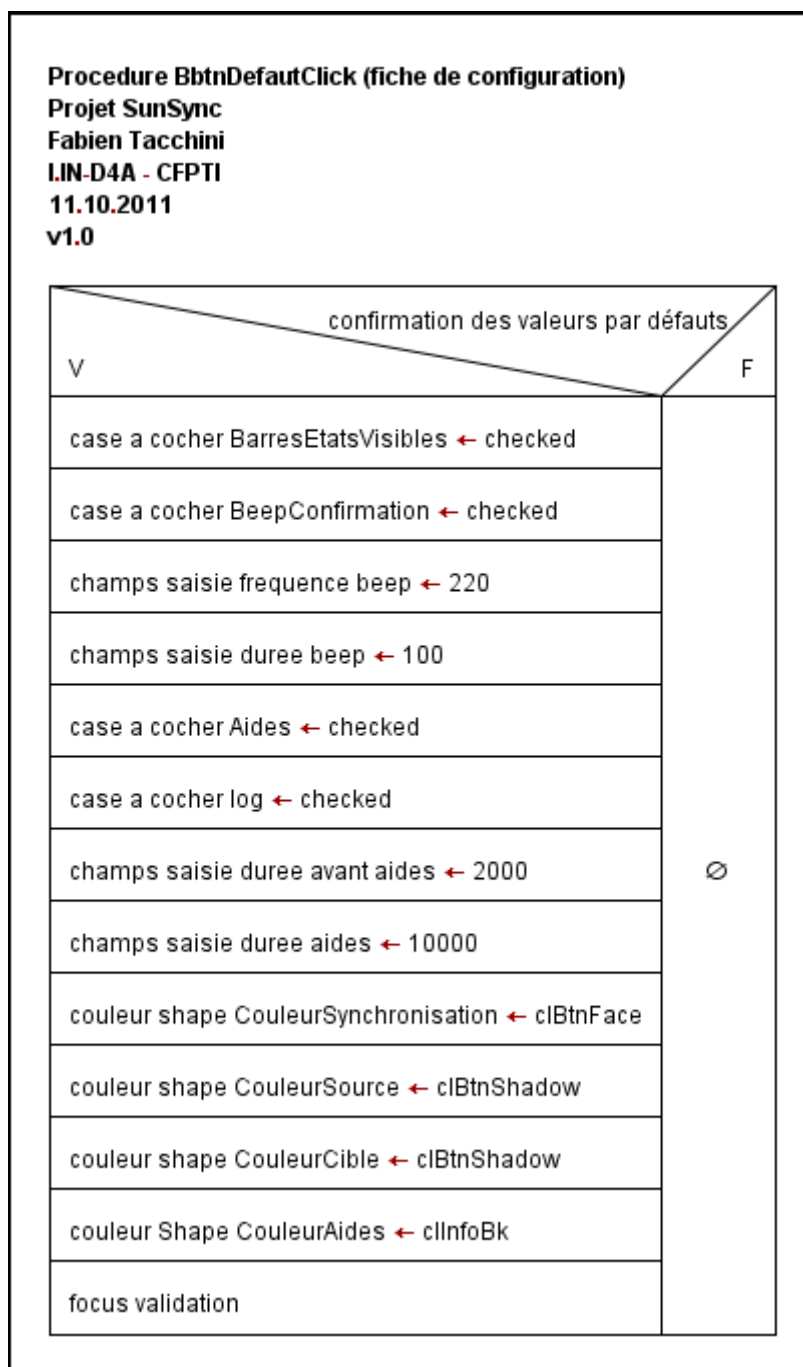 Procedure BbtnDefautClick (fiche de configuration)
Projet SunSync
Fabien Tacchini
I.IN-D4A - CFPTI
11.10.2011
v1.0
confirmation des valeurs par défauts
V
F
case a cocher BarresEtatsVisibles ← checked
case a cocher BeepConfirmation ← checked
champs saisie frequence beep ← 220
champs saisie duree beep ← 100
case a cocher Aides ← checked
case a cocher log ← checked
champs saisie duree avant aides ← 2000
∅
champs saisie duree aides ← 10000
couleur shape CouleurSynchronisation ← clBtnFace
couleur shape CouleurSource ← clBtnShadow
couleur shape CouleurCible ← clBtnShadow
couleur Shape CouleurAides ← clInfoBk
focus validation